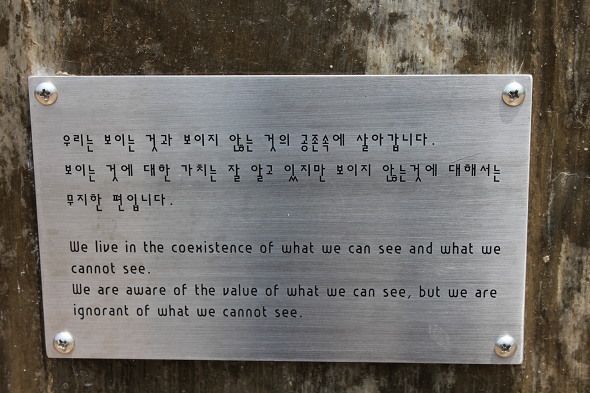 우리는 보이는 것과 보이지 않는 것의 공존속에 살아갑니다.
보이는 것에 대한 가치는 잘 알고 있지만 보이지 않는것에 대해서는
무지한 편입니다.
We live in the coexistence of what we can see and what we
cannot see.
We are aware of the value of what we can see, but we are
ignorant of what we cannot see.